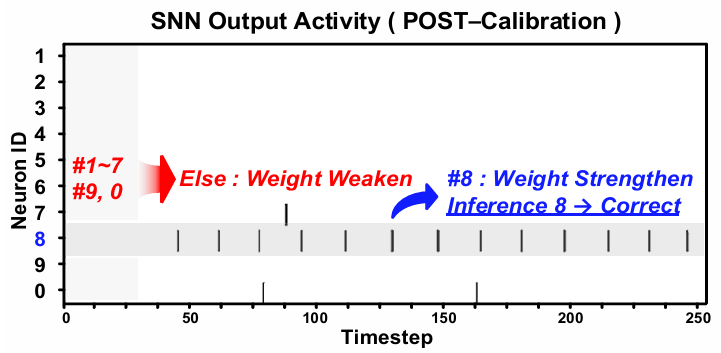 SNN Output Activity ( POST–Calibration )
Neuron ID
1
2
3
4
5
6
7
8
9
0
#1~7
#9, 0
Else : Weight Weaken
#8 : Weight Strengthen
Inference 8 → Correct
0 50 100 150 200 250
Timestep